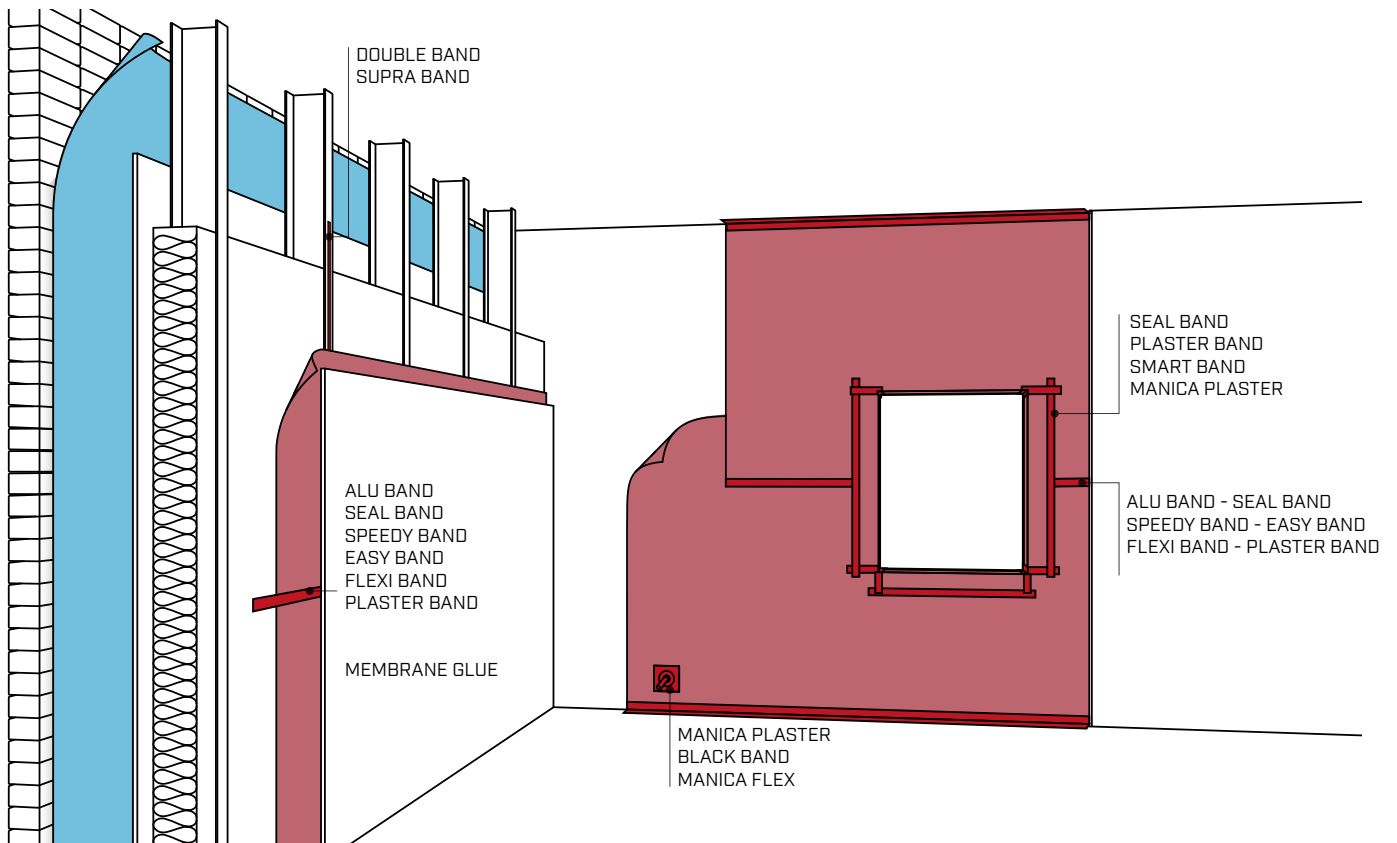 DOUBLE BAND
SUPRA BAND
SEAL BAND
PLASTER BAND
SMART BAND
MANICA PLASTER
ALU BAND
SEAL BAND
SPEEDY BAND
EASY BAND
FLEXI BAND
PLASTER BAND
MEMBRANE GLUE
ALU BAND - SEAL BAND
SPEEDY BAND - EASY BAND
FLEXI BAND - PLASTER BAND
MANICA PLASTER
BLACK BAND
MANICA FLEX